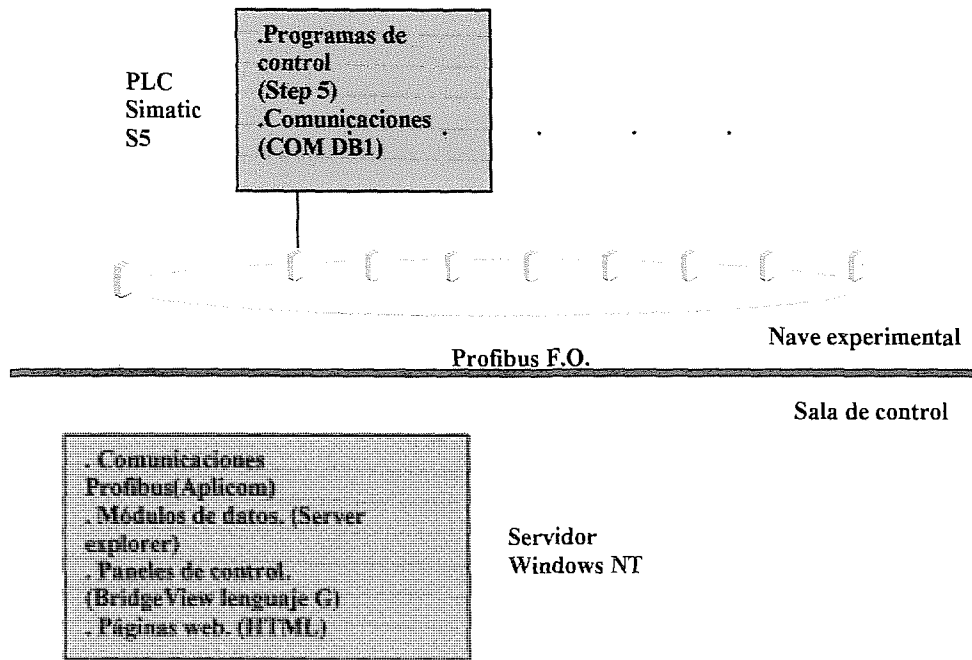 .Programas de
control
(Step 5)
.Comunicaciones
(COM DB1)
PLC
Simatic
S5
Nave experimental
Profibus F.O.
Sala de control
. Comunicaciones
Profibus(Aplicom)
. Módulos de datos. (Server
explorer)
. Paneles de control.
(BridgeView lenguaje G)
. Páginas web. (HTML)
Servidor
Windows NT